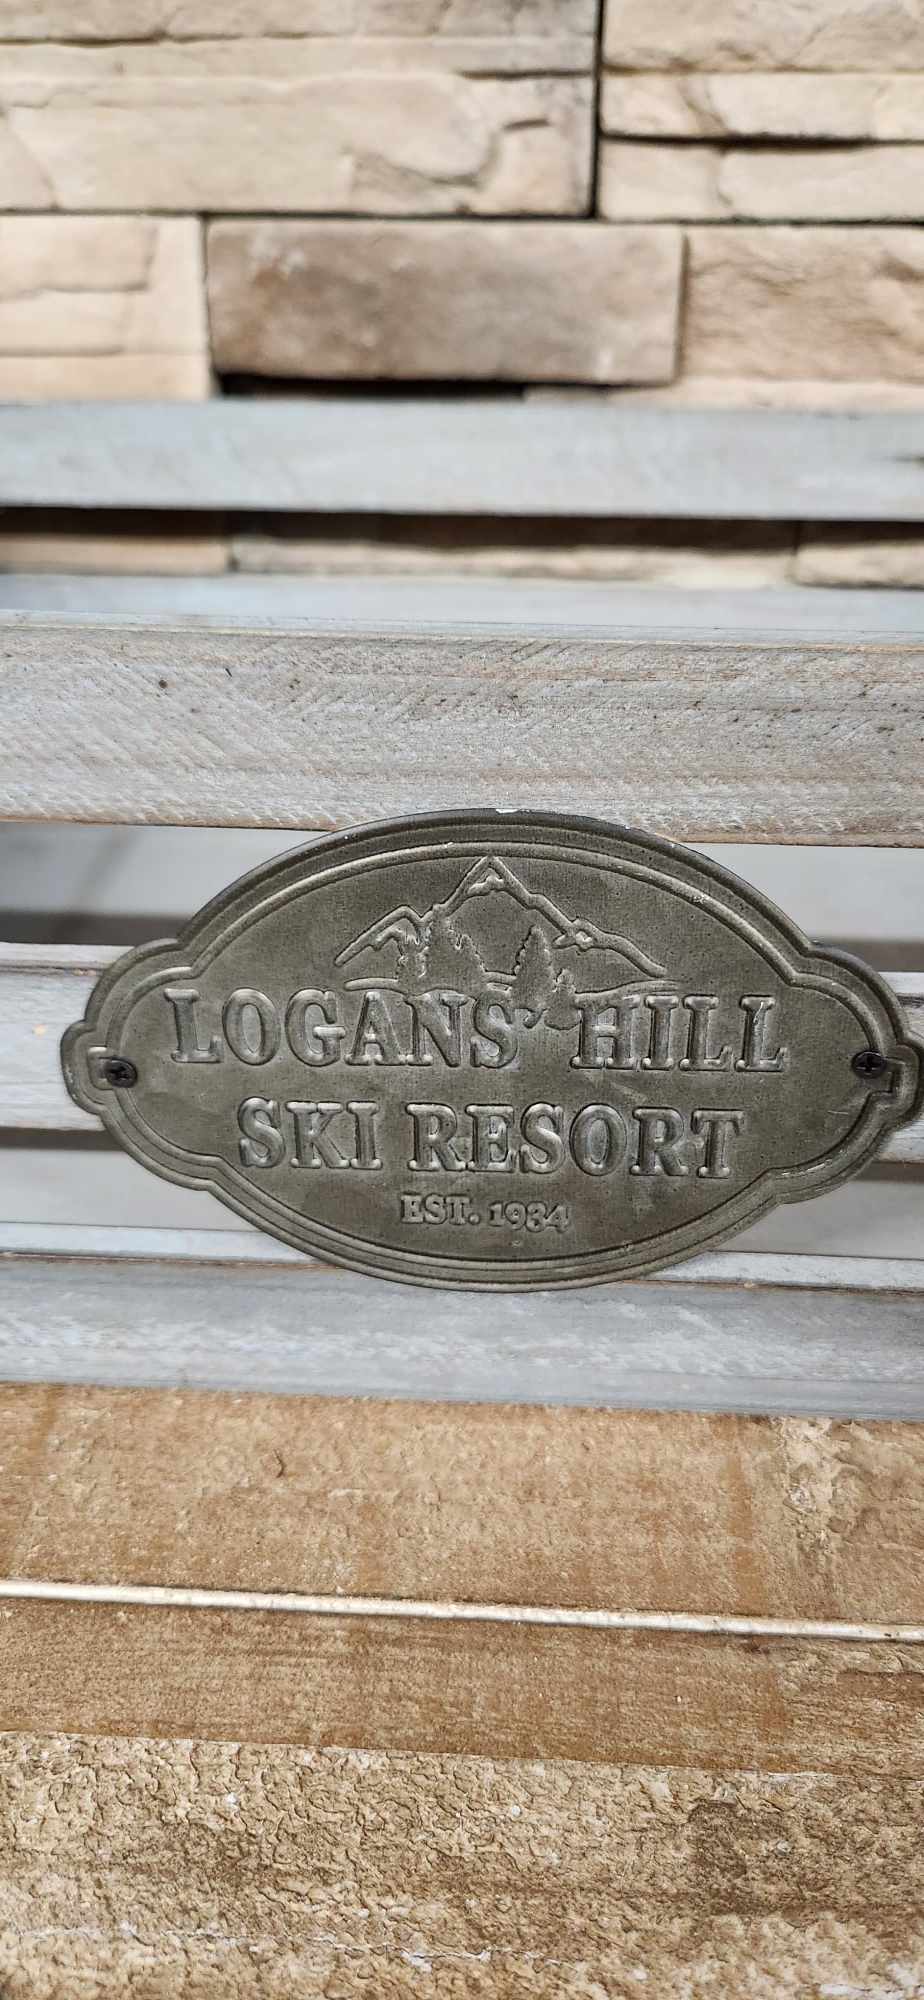 LOGANS' HILL
SKI RESORT
EST. 1934